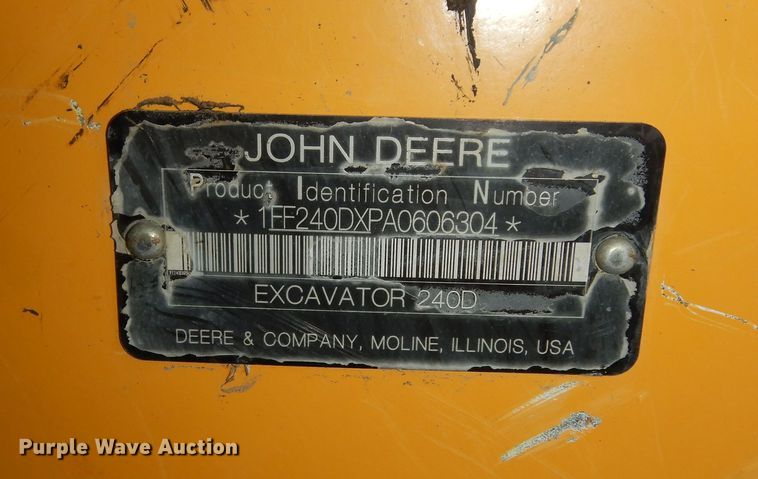 JOHN DEERE
Product Identification Number
*1FF240DXPA0606304*
EXCAVATOR 240D
DEERE & COMPANY, MOLINE, ILLINOIS, USA
Purple Wave Auction